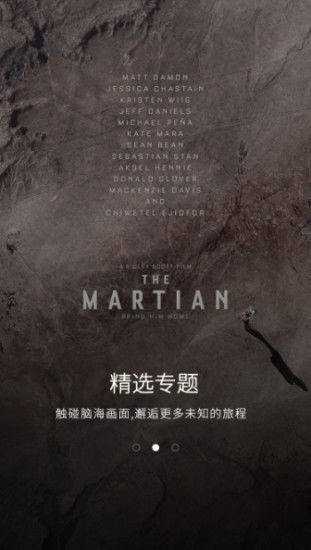 MATT DAMON
JESSICA CHASTAIN
KRISTEN WIIG
JEFF DANIELS
MICHAEL PEÑA
KATE MARA
SEAN BEAN
SEBASTIAN STAN
AKSEL HENNIE
DONALD GLOVER
MACKENZIE DAVIS
AND
CHIWETEL EJIOFOR
A RIDLEY SCOTT FILM
THE
MARTIAN
BRING HIM HOME
精选专题
触碰脑海画面,邂逅更多未知的旅程